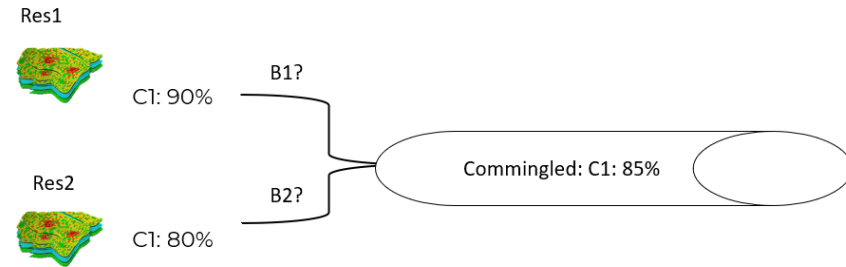 Res1
B1?
C1: 90%
Commingled: C1: 85%
Res2
B2?
C1: 80%